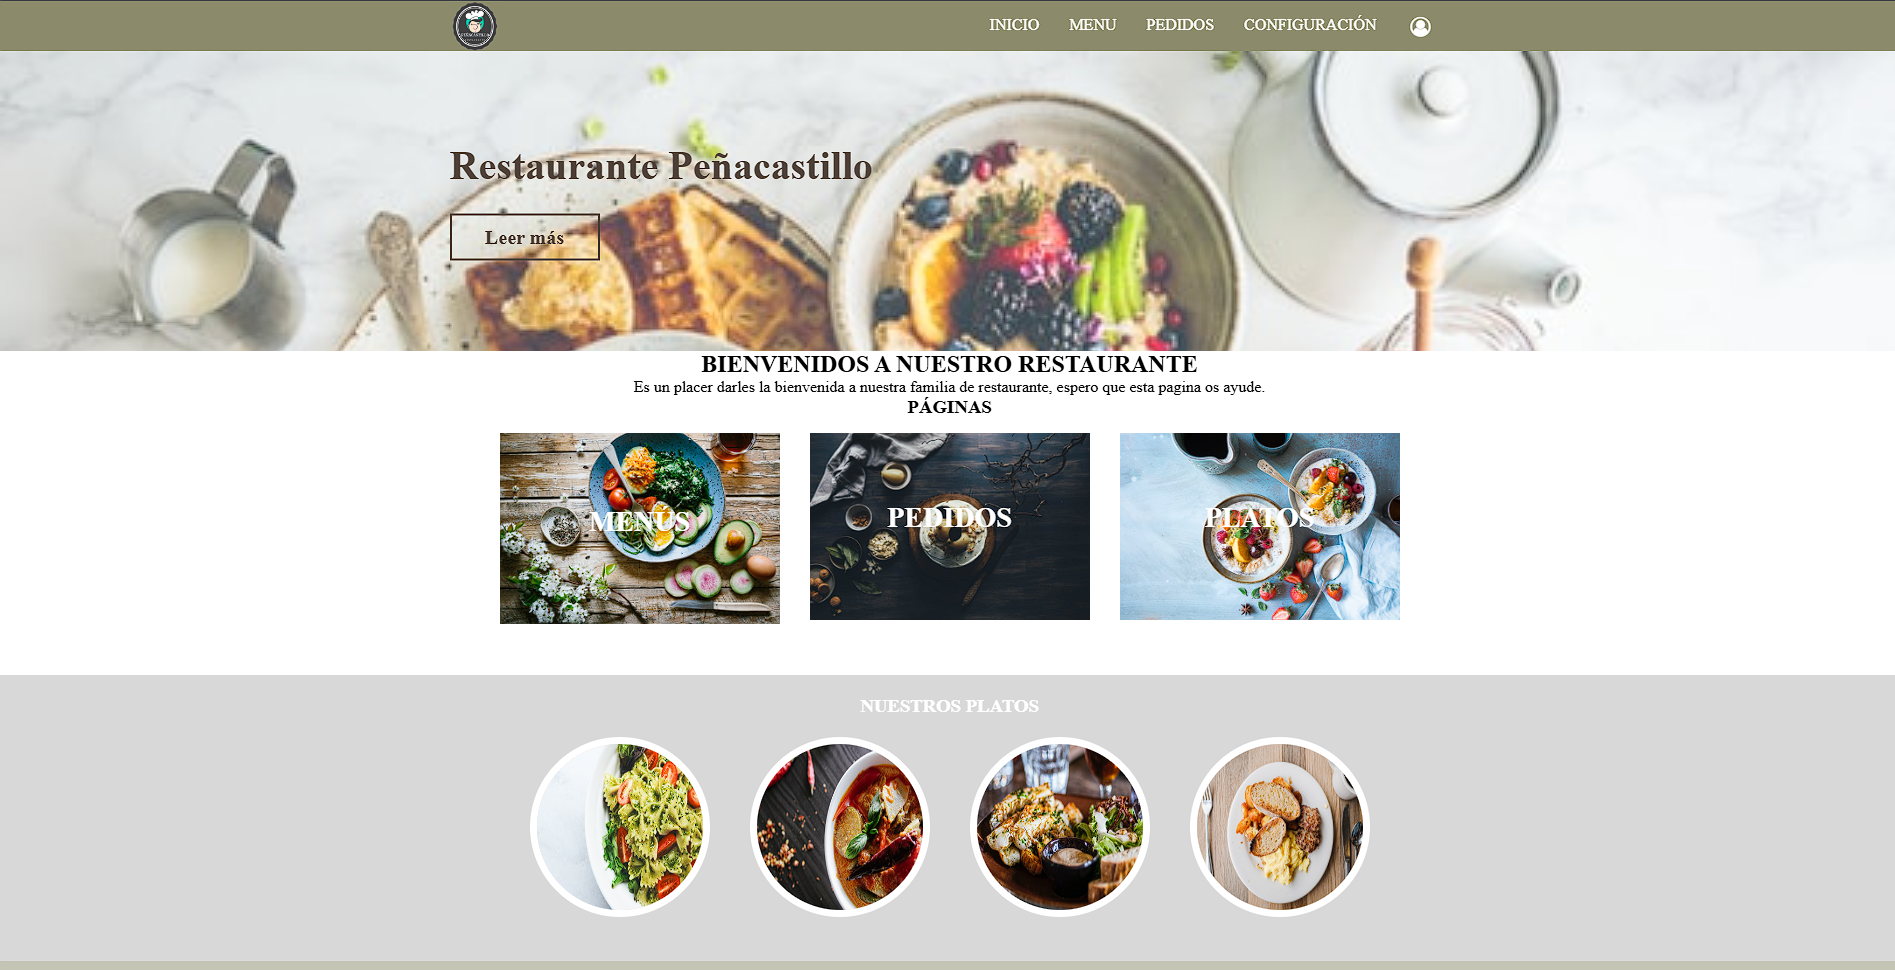 PEÑACASTILLO
INICIO MENU PEDIDOS CONFIGURACIÓN
Restaurante Peñacastillo
Leer más
BIENVENIDOS A NUESTRO RESTAURANTE
Es un placer darles la bienvenida a nuestra familia de restaurante, espero que esta pagina os ayude.
PÁGINAS
MENÚS
PEDIDOS
PLATOS
NUESTROS PLATOS